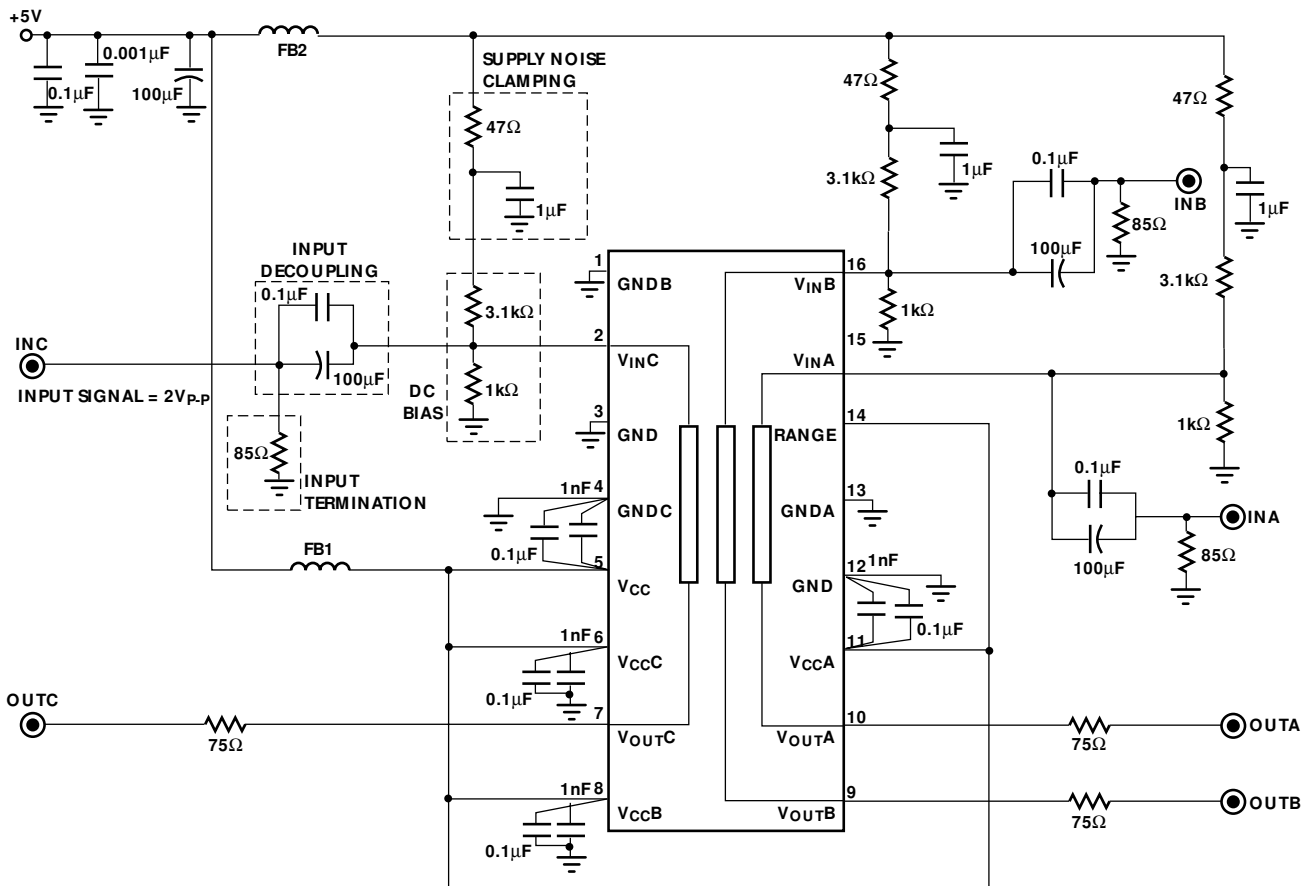 +5V
0.001μF
0.1μF
100μF
FB2
SUPPLY NOISE
CLAMPING
47Ω
1μF
47Ω
3.1kΩ
1μF
0.1μF
100μF
85Ω
INB
47Ω
1μF
3.1kΩ
1kΩ
INPUT
DECOUPLING
0.1μF
100μF
INC
INPUT SIGNAL = 2VP-P
3.1kΩ
1kΩ
DC
BIAS
85Ω
INPUT
TERMINATION
1
GNDB
2
VINC
3
GND
1nF 4
GNDC
0.1μF
5
VCC
FB1
1nF 6
VCCC
0.1μF
7
VOUTC
OUTC
75Ω
1nF 8
VCCB
0.1μF
16
VINB
1kΩ
15
VINA
14
RANGE
13
GNDA
12
1nF
GND
0.1μF
11
VCCA
10
VOUTA
75Ω
OUTA
9
VOUTB
75Ω
OUTB
0.1μF
100μF
85Ω
INA